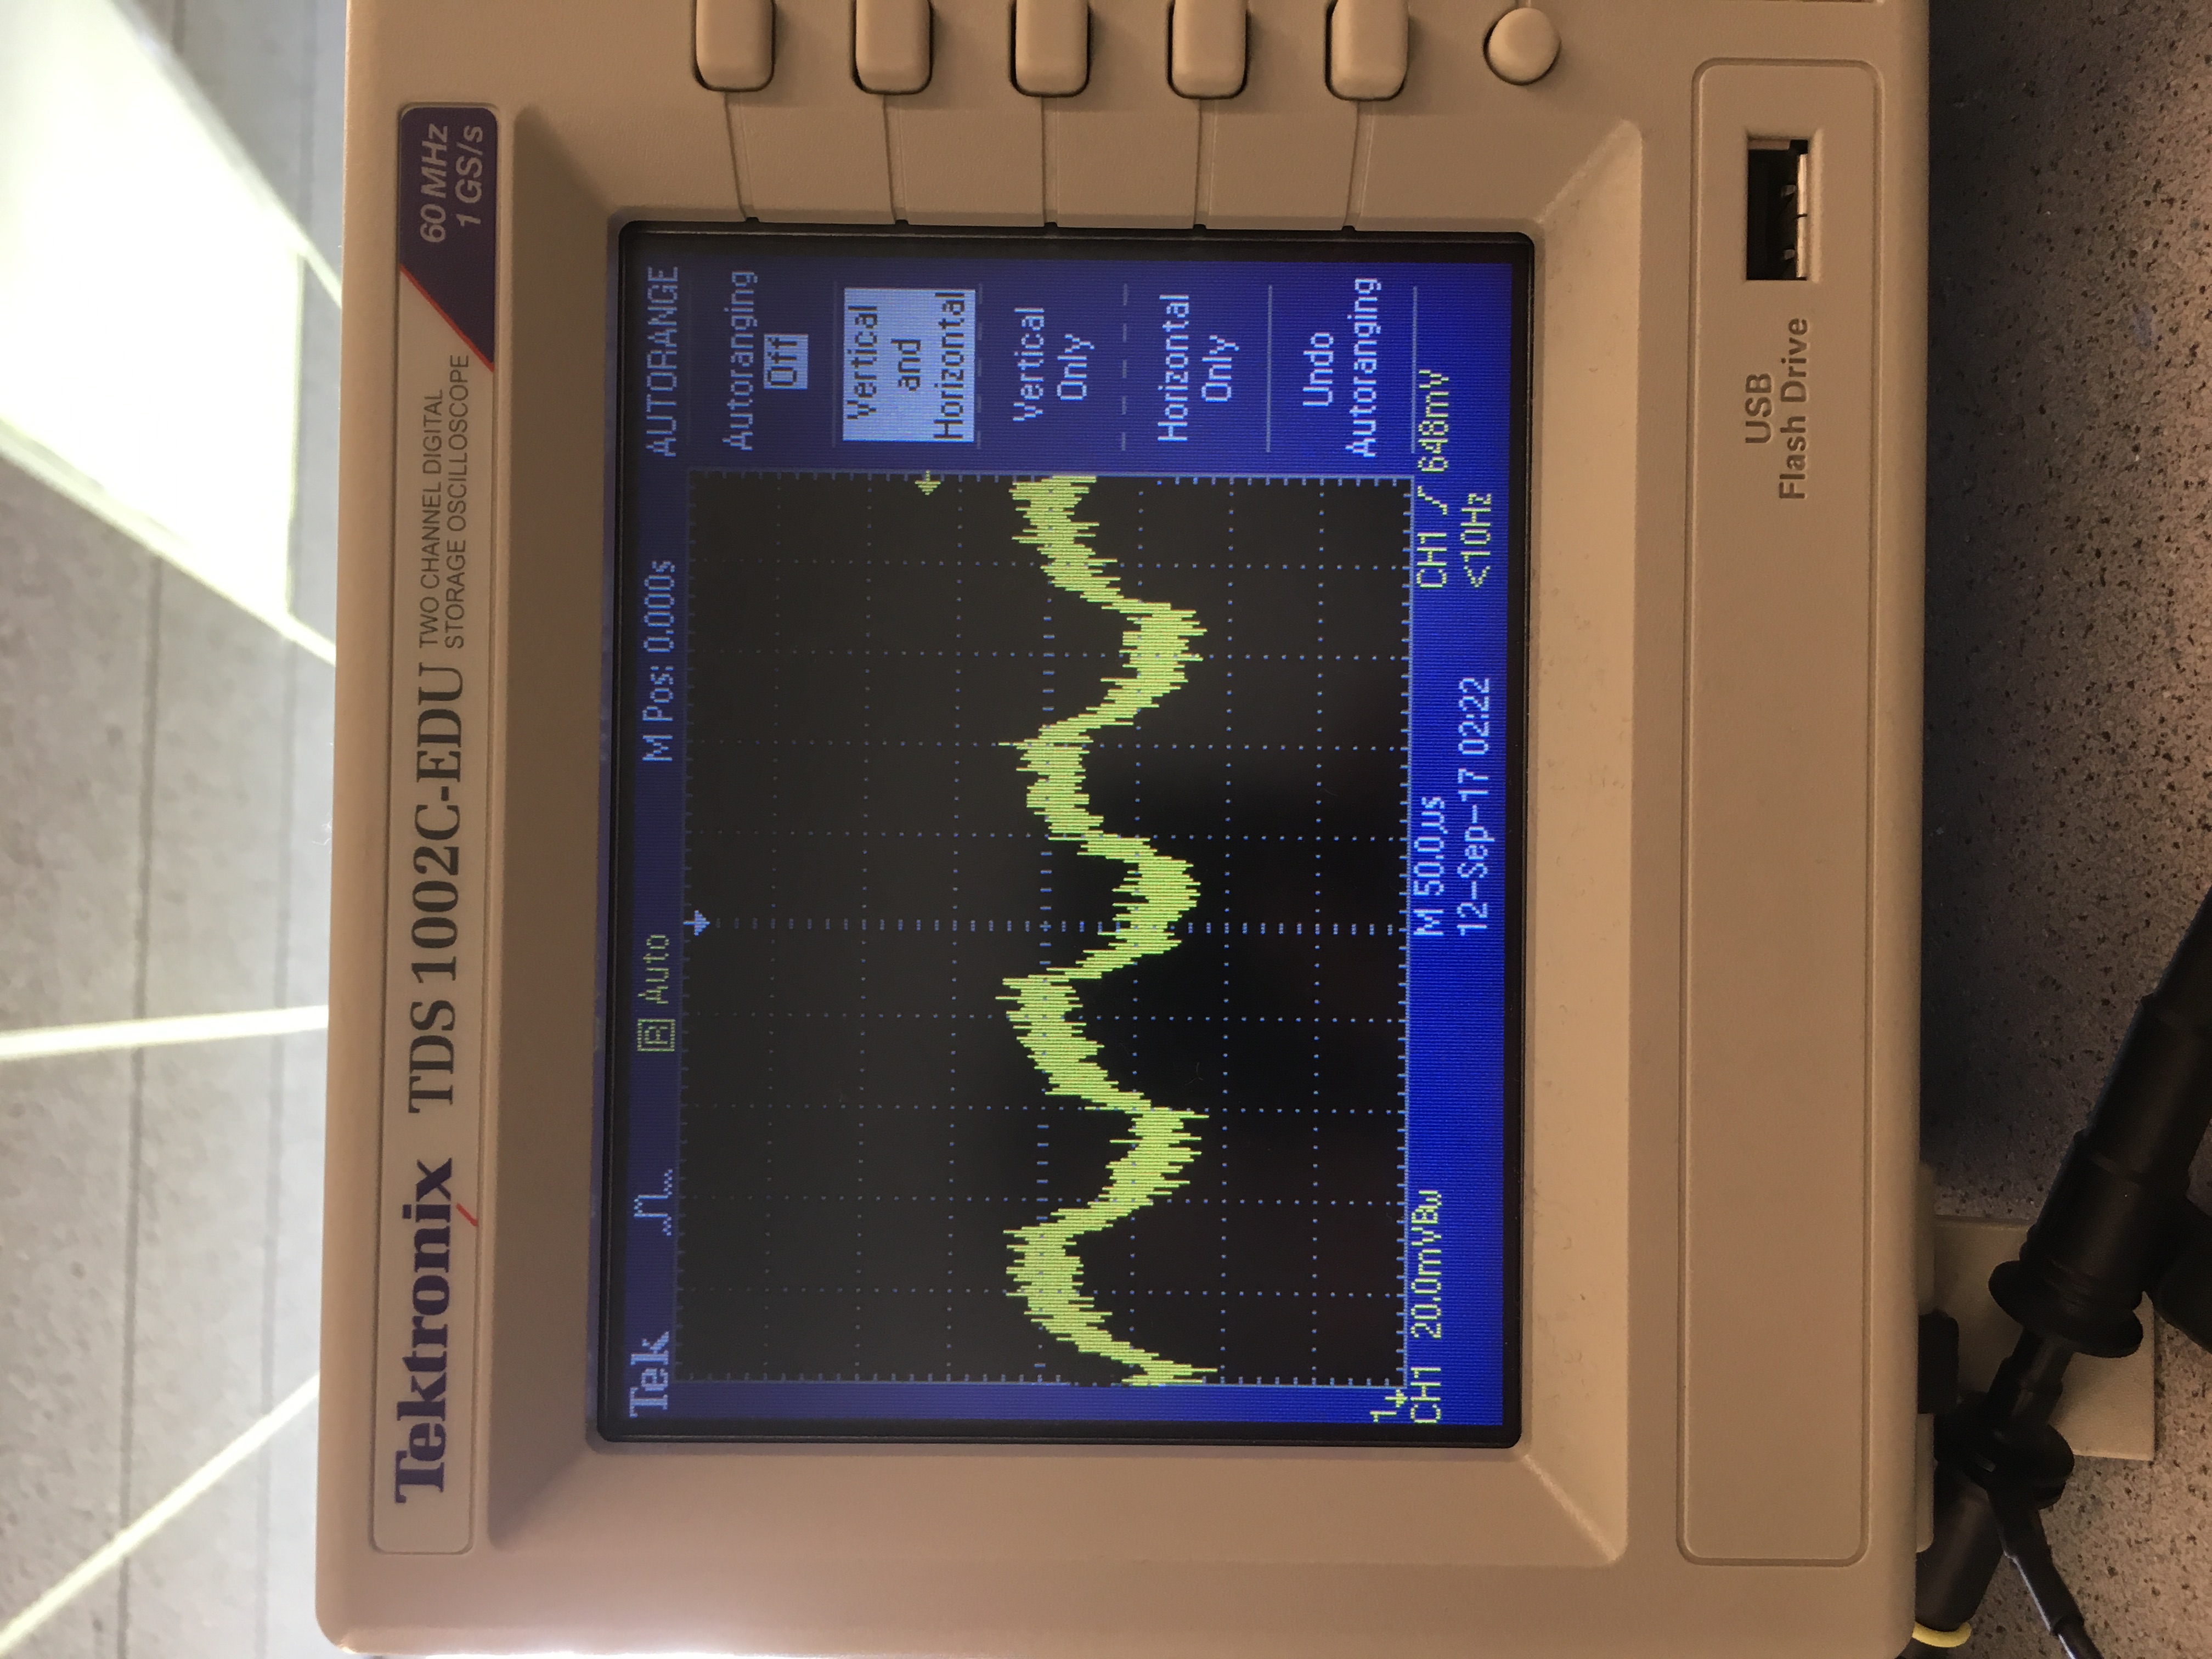 Tektronix TDS 1002C-EDU TWO CHANNEL DIGITAL
STORAGE OSCILLOSCOPE
60 MHz
1 GS/s
Tek R Auto M Pos: 0.000s AUTORANGE
Autoranging
Off
Vertical
and
Horizontal
Vertical
Only
Horizontal
Only
Undo
Autoranging
1
CH1 20.0mVBW M 50.0µs CH1 648mV
12-Sep-17 02:22 <10Hz
USB
Flash Drive